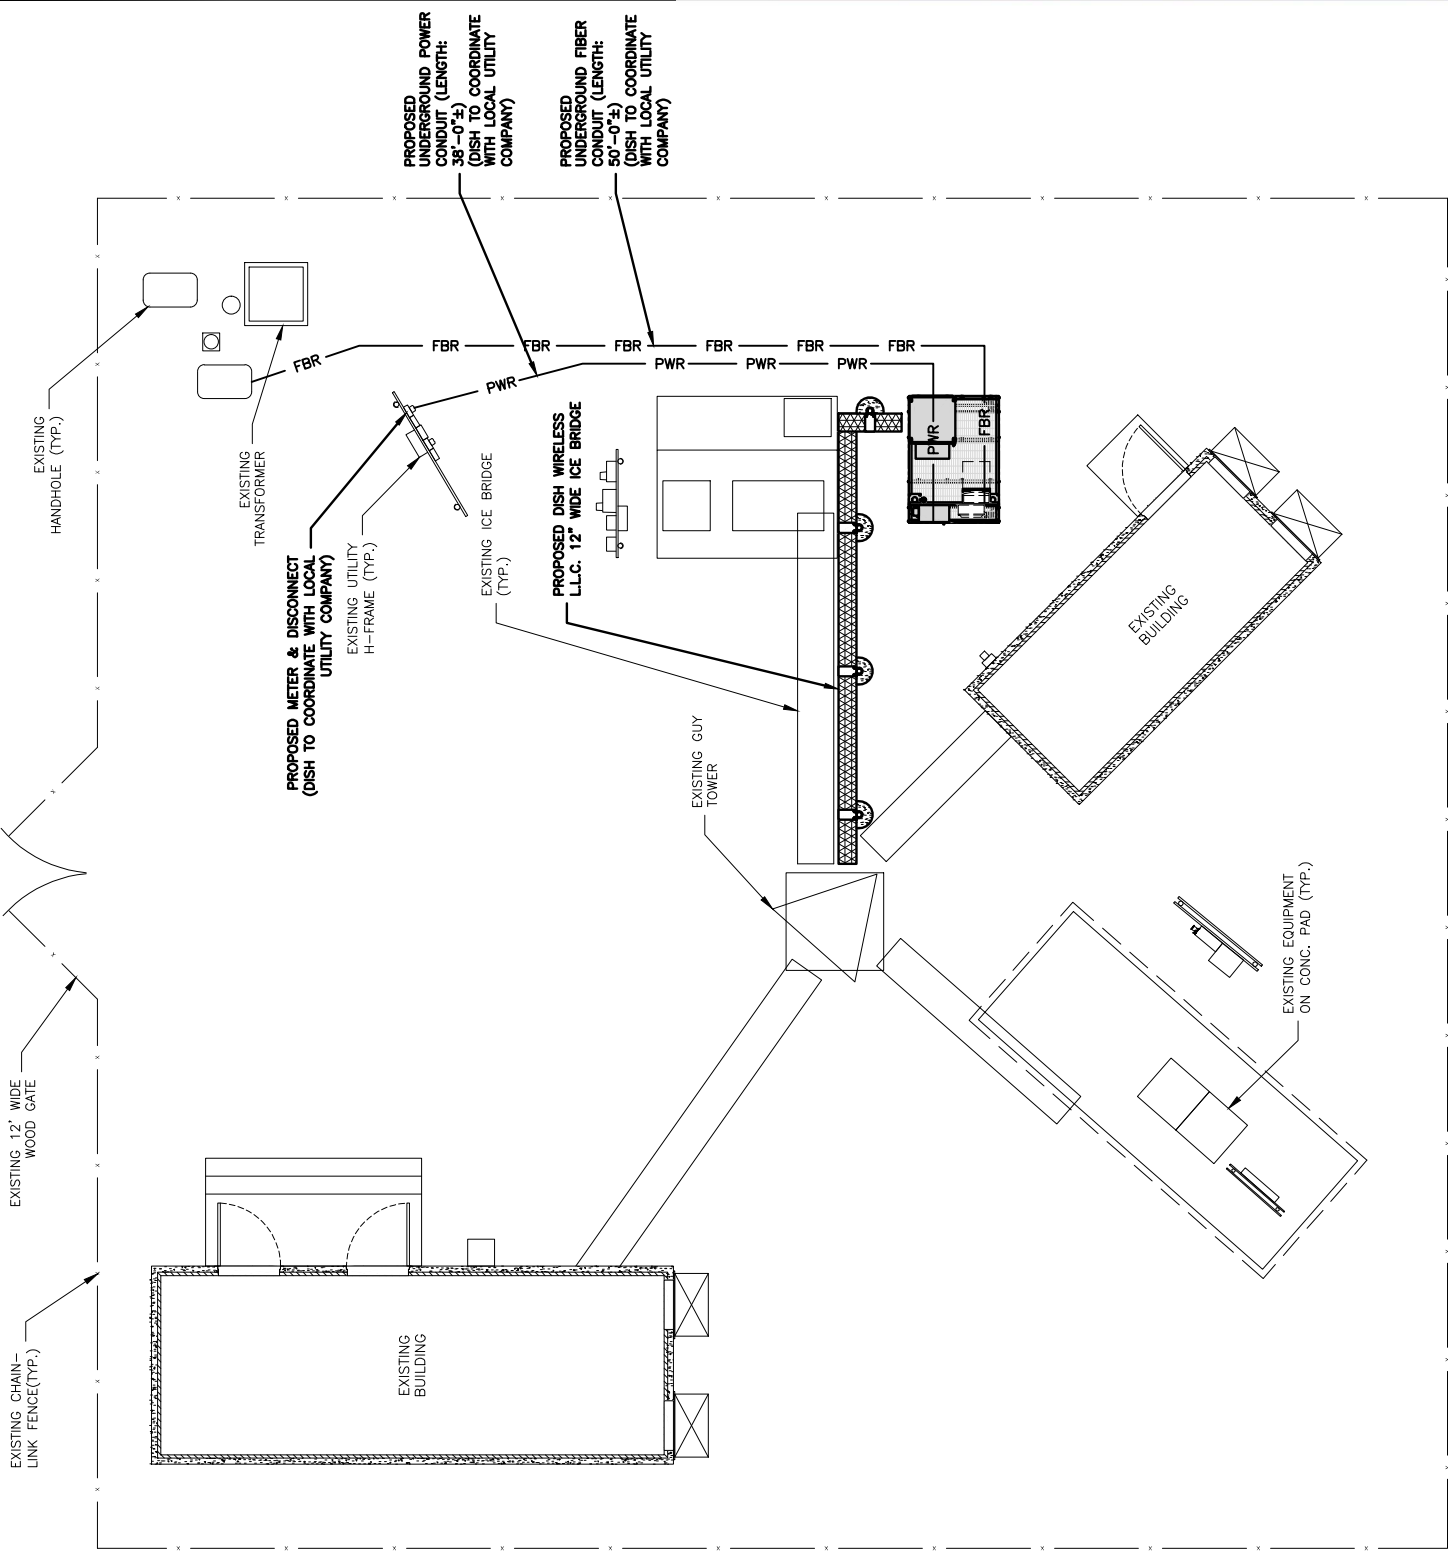 PROPOSED
UNDERGROUND POWER
CONDUIT (LENGTH:
38'-0"±)
(DISH TO COORDINATE
WITH LOCAL UTILITY
COMPANY)
PROPOSED
UNDERGROUND FIBER
CONDUIT (LENGTH:
50'-0"±)
(DISH TO COORDINATE
WITH LOCAL UTILITY
COMPANY)
EXISTING
HANDHOLE (TYP.)
EXISTING
TRANSFORMER
PROPOSED METER & DISCONNECT
(DISH TO COORDINATE WITH LOCAL
UTILITY COMPANY)
EXISTING UTILITY
H-FRAME (TYP.)
EXISTING ICE BRIDGE
(TYP.)
PROPOSED DISH WIRELESS
L.L.C. 12" WIDE ICE BRIDGE
FBR
FBR
FBR
FBR
FBR
FBR
FBR
FBR
PWR
PWR
PWR
PWR
PWR
EXISTING GUY
TOWER
EXISTING
BUILDING
EXISTING EQUIPMENT
ON CONC. PAD (TYP.)
EXISTING 12' WIDE
WOOD GATE
EXISTING CHAIN-
LINK FENCE(TYP.)
EXISTING
BUILDING